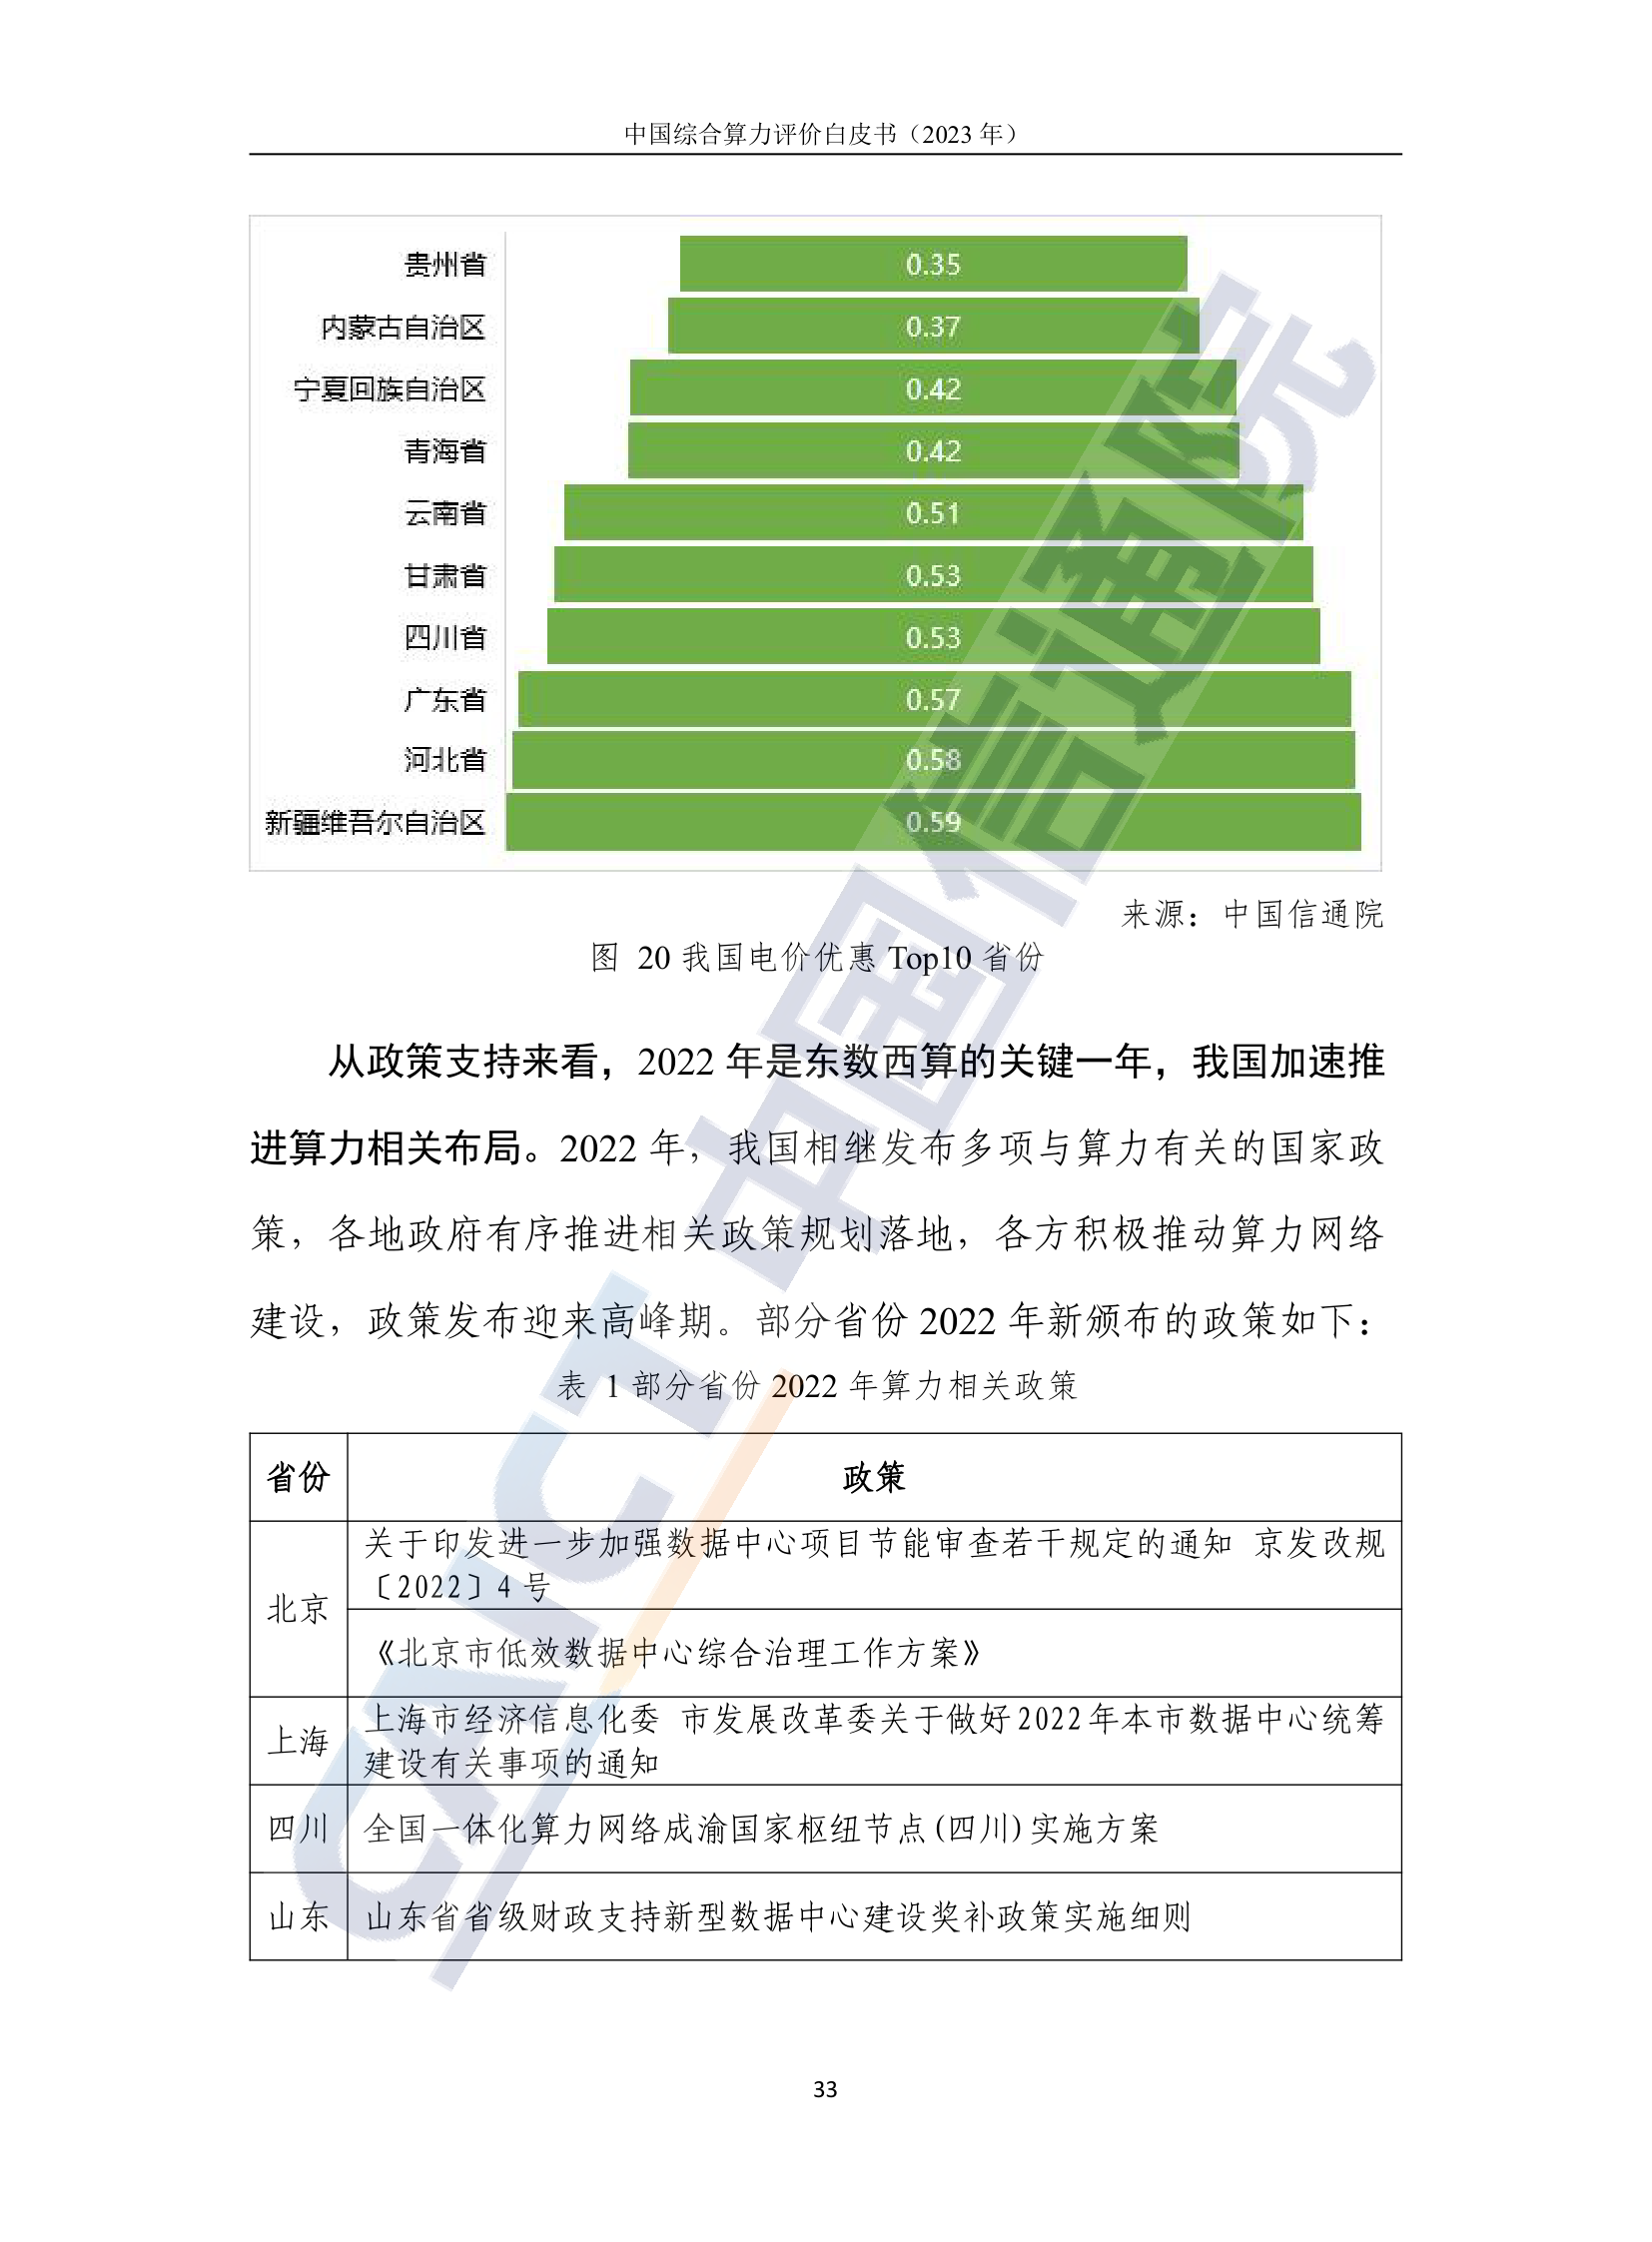 中国综合算力评价白皮书（2023 年）
贵州省 0.35
内蒙古自治区 0.37
宁夏回族自治区 0.42
青海省 0.42
云南省 0.51
甘肃省 0.53
四川省 0.53
广东省 0.57
河北省 0.58
新疆维吾尔自治区 0.59
来源：中国信通院
图 20 我国电价优惠 Top10 省份
从政策支持来看，2022 年是东数西算的关键一年，我国加速推
进算力相关布局。2022 年，我国相继发布多项与算力有关的国家政
策，各地政府有序推进相关政策规划落地，各方积极推动算力网络
建设，政策发布迎来高峰期。部分省份 2022 年新颁布的政策如下：
表 1 部分省份 2022 年算力相关政策
省份 政策
北京
关于印发进一步加强数据中心项目节能审查若干规定的通知 京发改规
〔2022〕4 号
《北京市低效数据中心综合治理工作方案》
上海
上海市经济信息化委 市发展改革委关于做好2022年本市数据中心统筹
建设有关事项的通知
四川 全国一体化算力网络成渝国家枢纽节点(四川)实施方案
山东 山东省省级财政支持新型数据中心建设奖补政策实施细则
33
CAICT 中国信通院